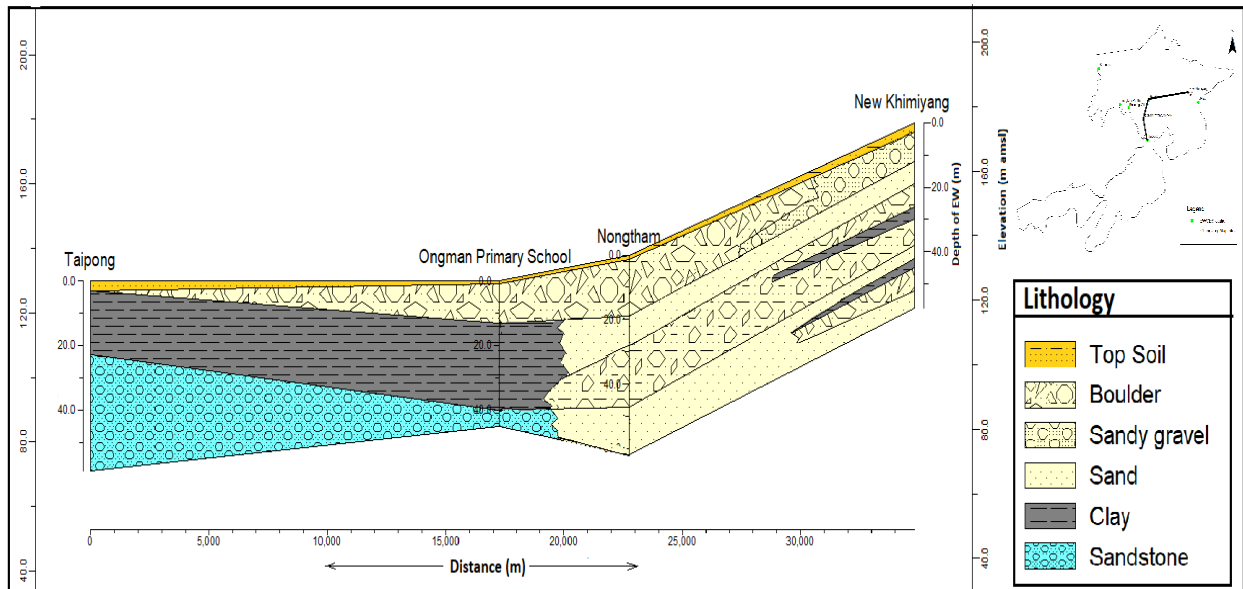 200.0
160.0
120.0
80.0
40.0
Taipong
Ongman Primary School
Nongtham
New Khimiyang
0.0
20.0
40.0
0.0
20.0
40.0
0.0
20.0
40.0
0.0
20.0
40.0
Depth of EW (m)
Elevation (m amsl)
200.0
160.0
120.0
80.0
40.0
0
5,000
10,000
15,000
20,000
25,000
30,000
Distance (m)
N
Lithology
Top Soil
Boulder
Sandy gravel
Sand
Clay
Sandstone